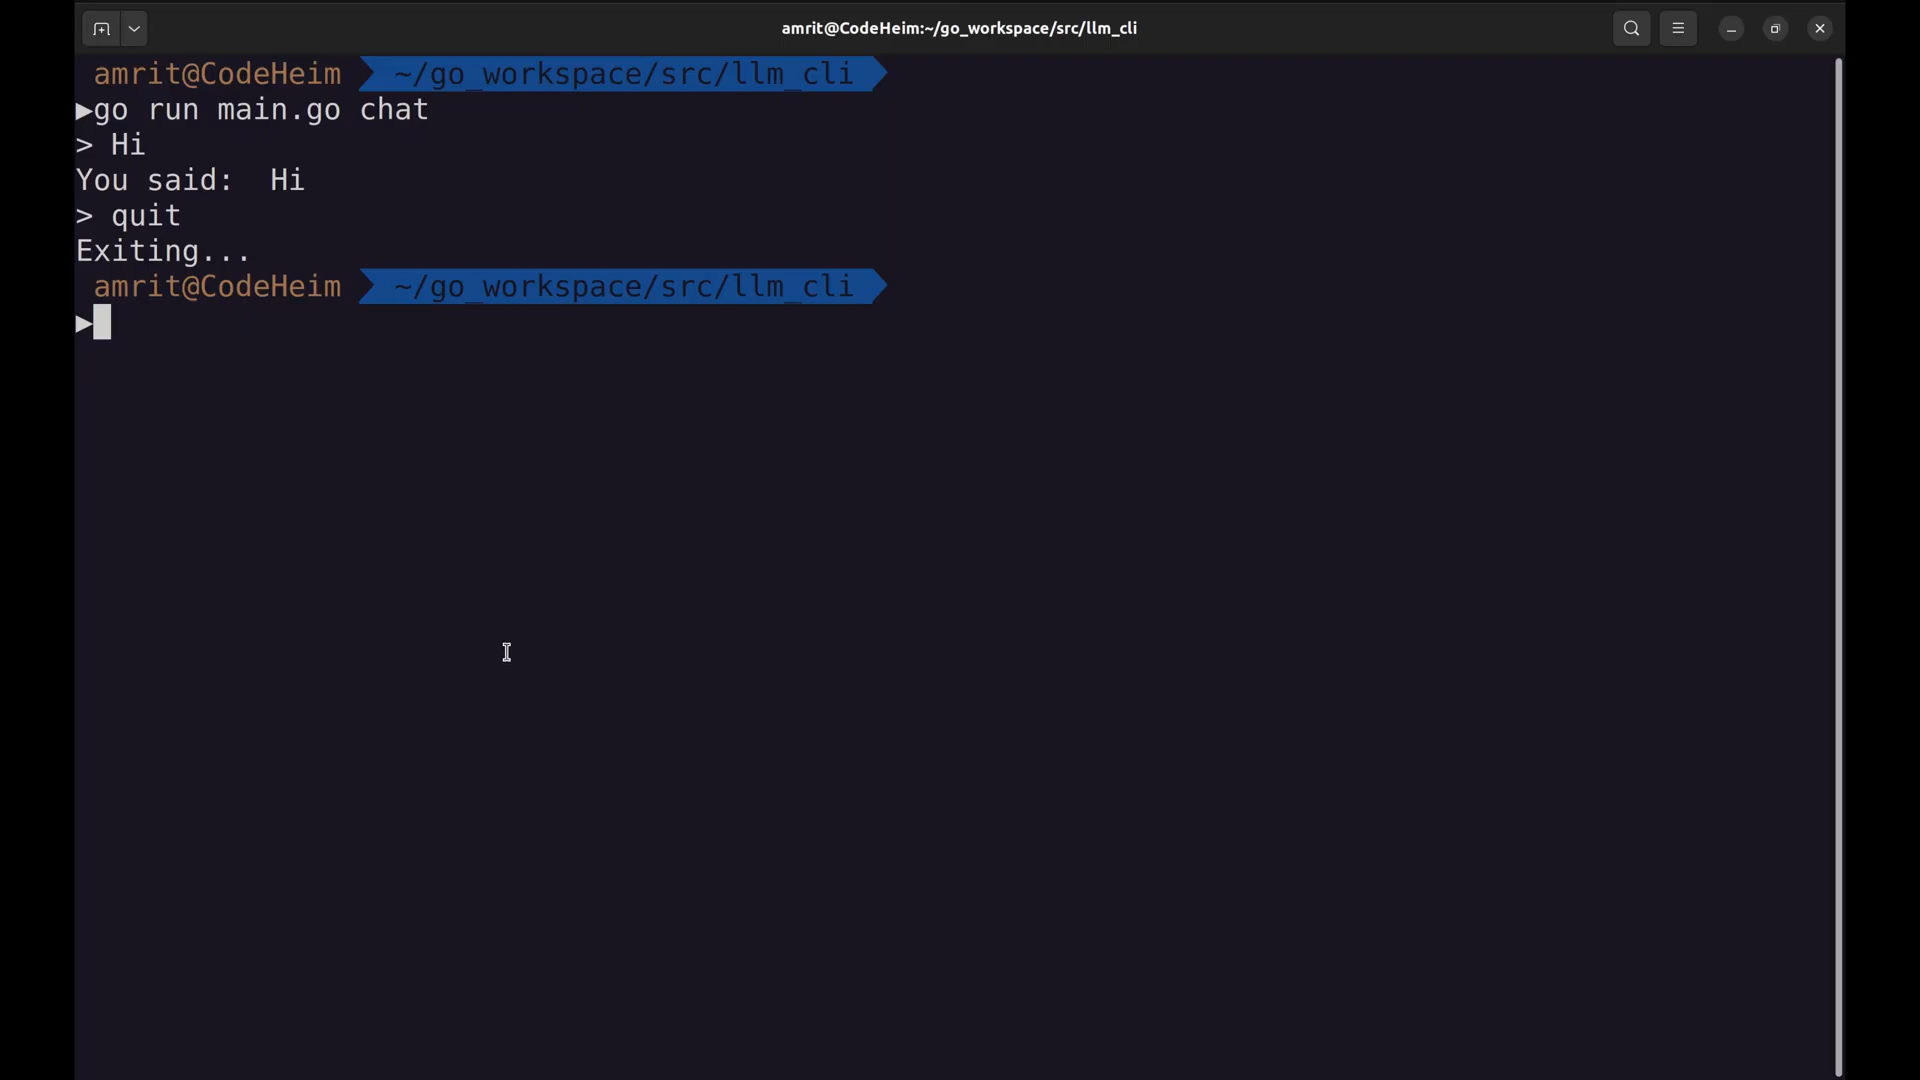 amrit@CodeHeim:~/go_workspace/src/llm_cli
amrit@CodeHeim ~/go_workspace/src/llm_cli
▶go run main.go chat
> Hi
You said:  Hi
> quit
Exiting...
amrit@CodeHeim ~/go_workspace/src/llm_cli
▶